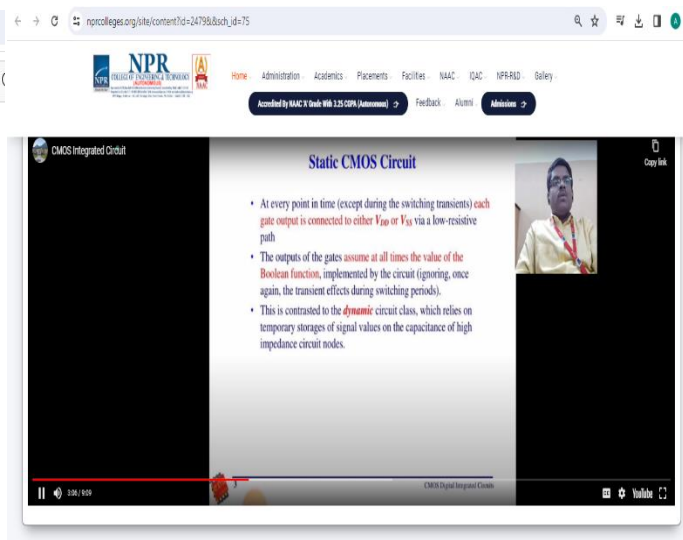 nprcolleges.org/site/content?id=2479&&sch_id=75
A
NPR
COLLEGE OF ENGINEERING & TECHNOLOGY
(AUTONOMOUS)
NPR
NAAC
Home
Administration
Academics
Placements
Facilities
NAAC
IQAC
NPR-R&D
Gallery
Accredited By NAAC 'A' Grade With 3.25 CGPA (Autonomous)
Feedback
Alumni
Admissions
CMOS Integrated Circuit
Copy link
Static CMOS Circuit
• At every point in time (except during the switching transients) each
gate output is connected to either VDD or VSS via a low-resistive
path
• The outputs of the gates assume at all times the value of the
Boolean function, implemented by the circuit (ignoring, once
again, the transient effects during switching periods).
• This is contrasted to the dynamic circuit class, which relies on
temporary storages of signal values on the capacitance of high
impedance circuit nodes.
3
CMOS Digital Integrated Circuits
3:06 / 9:09
YouTube